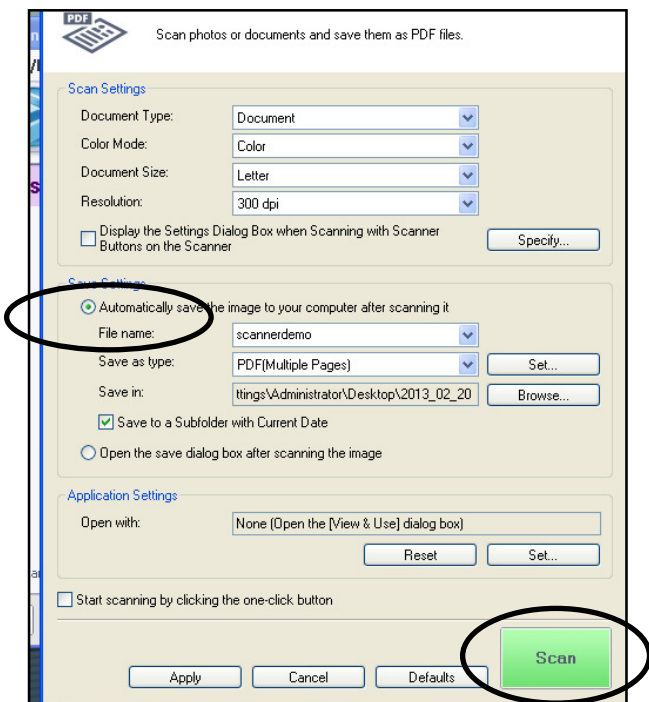 PDF
Scan photos or documents and save them as PDF files.
Scan Settings
Document Type: Document
Color Mode: Color
Document Size: Letter
Resolution: 300 dpi
Display the Settings Dialog Box when Scanning with Scanner
Buttons on the Scanner
Specify...
Save Settings
Automatically save the image to your computer after scanning it
File name: scannerdemo
Save as type: PDF(Multiple Pages) Set...
Save in: ttings\Administrator\Desktop\2013_02_20 Browse...
Save to a Subfolder with Current Date
Open the save dialog box after scanning the image
Application Settings
Open with: None (Open the [View & Use] dialog box)
Reset Set...
Start scanning by clicking the one-click button
Scan
Apply Cancel Defaults